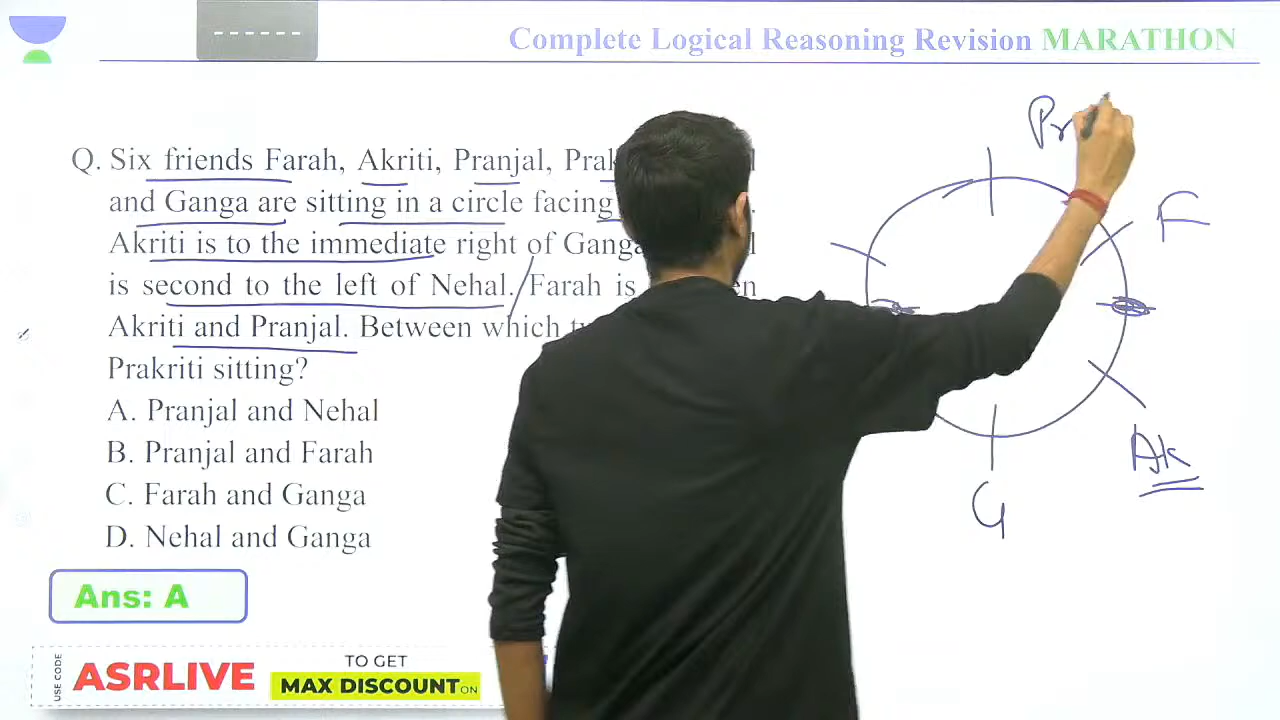 Complete Logical Reasoning Revision MARATHON
Q. Six friends Farah, Akriti, Pranjal,
and Ganga are sitting in a circle facing
Akriti is to the immediate right of Ganga
is second to the left of Nehal. Farah is
Akriti and Pranjal. Between which
Prakriti sitting?
A. Pranjal and Nehal
B. Pranjal and Farah
C. Farah and Ganga
D. Nehal and Ganga
Ans: A
Pr
F
Ak
G
USE CODE
ASRLIVE
TO GET
MAX DISCOUNT ON